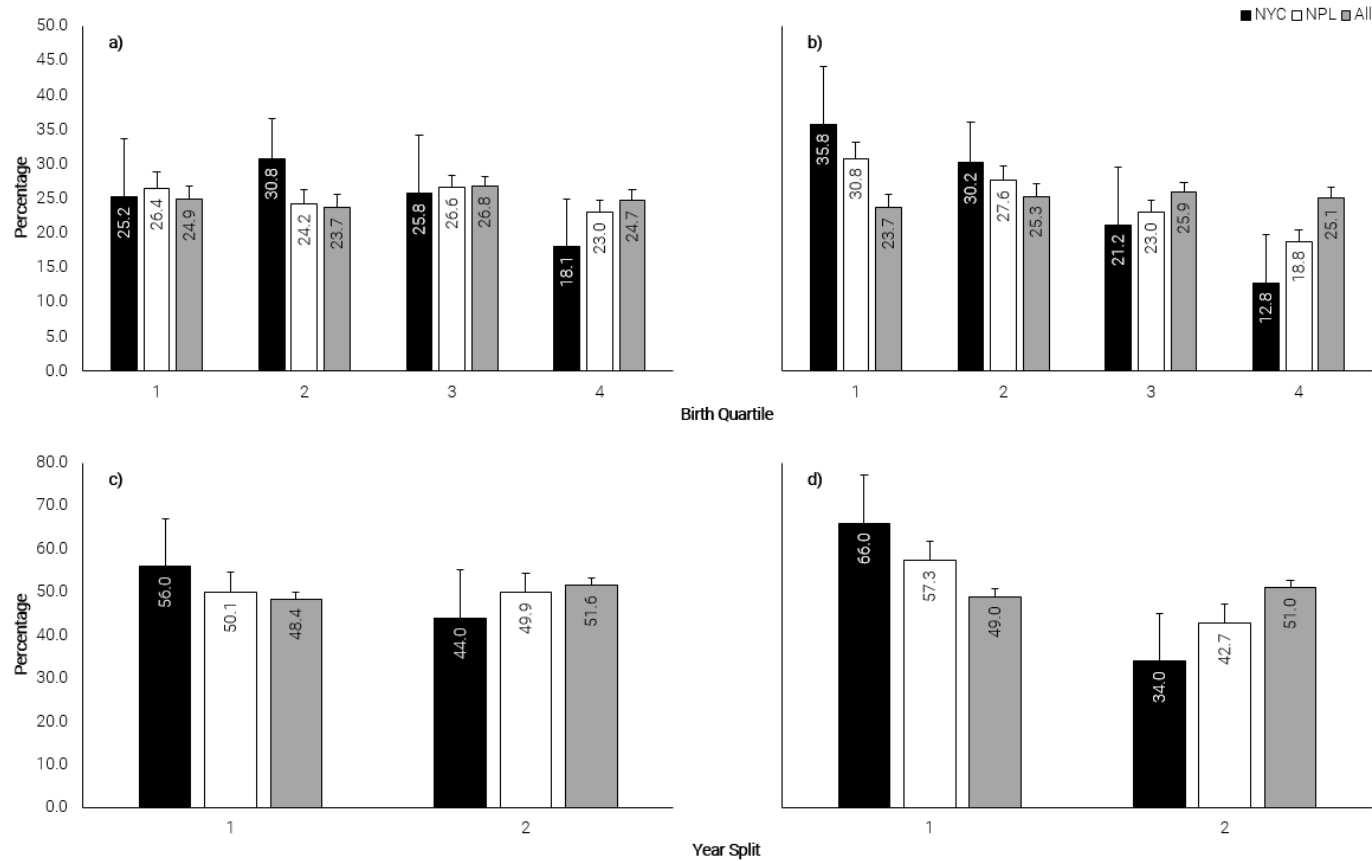 NYC NPL All
a)
b)
Percentage
50.0
45.0
40.0
35.0
30.0
25.0
20.0
15.0
10.0
5.0
0.0
25.2 26.4 24.9 30.8 24.2 23.7 25.8 26.6 26.8 18.1 23.0 24.7
35.8 30.8 23.7 30.2 27.6 25.3 21.2 23.0 25.9 12.8 18.8 25.1
1 2 3 4
1 2 3 4
Birth Quartile
c)
d)
Percentage
80.0
70.0
60.0
50.0
40.0
30.0
20.0
10.0
0.0
56.0 50.1 48.4 44.0 49.9 51.6
66.0 57.3 49.0 34.0 42.7 51.0
1 2
1 2
Year Split